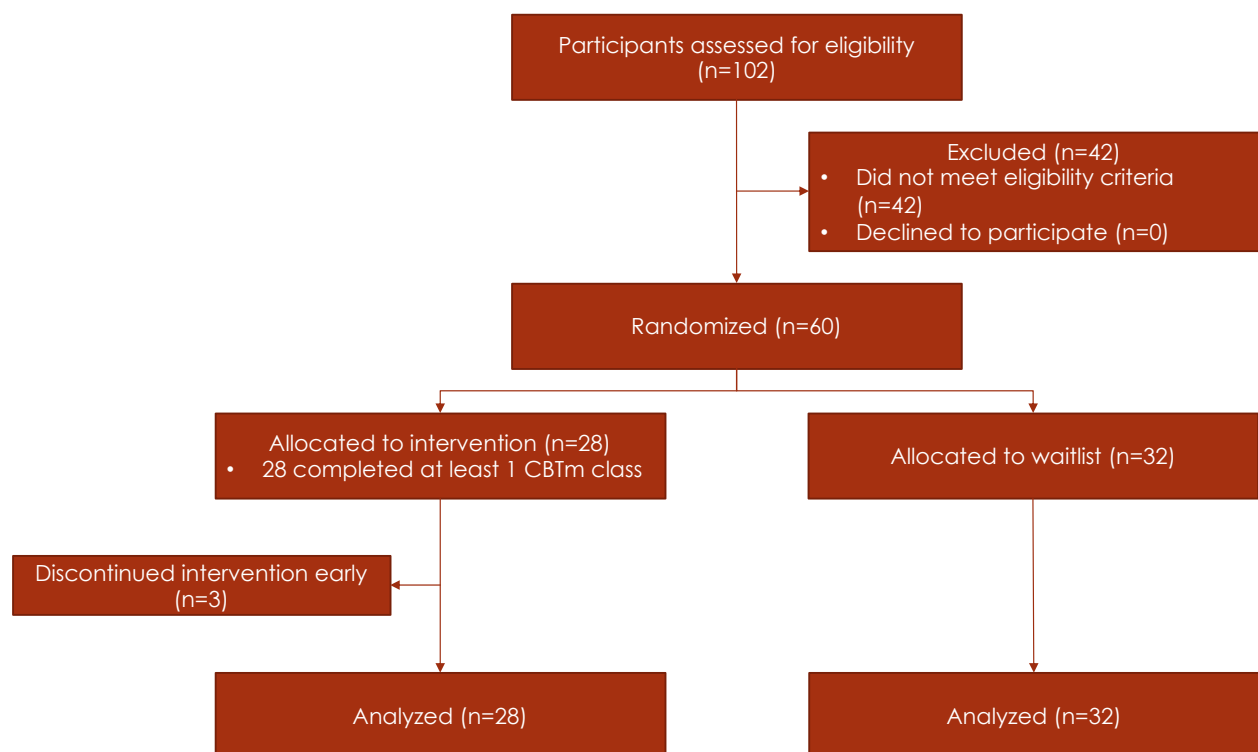 Participants assessed for eligibility
(n=102)
Excluded (n=42)
• Did not meet eligibility criteria
(n=42)
• Declined to participate (n=0)
Randomized (n=60)
Allocated to intervention (n=28)
• 28 completed at least 1 CBTm class
Allocated to waitlist (n=32)
Discontinued intervention early
(n=3)
Analyzed (n=28)
Analyzed (n=32)